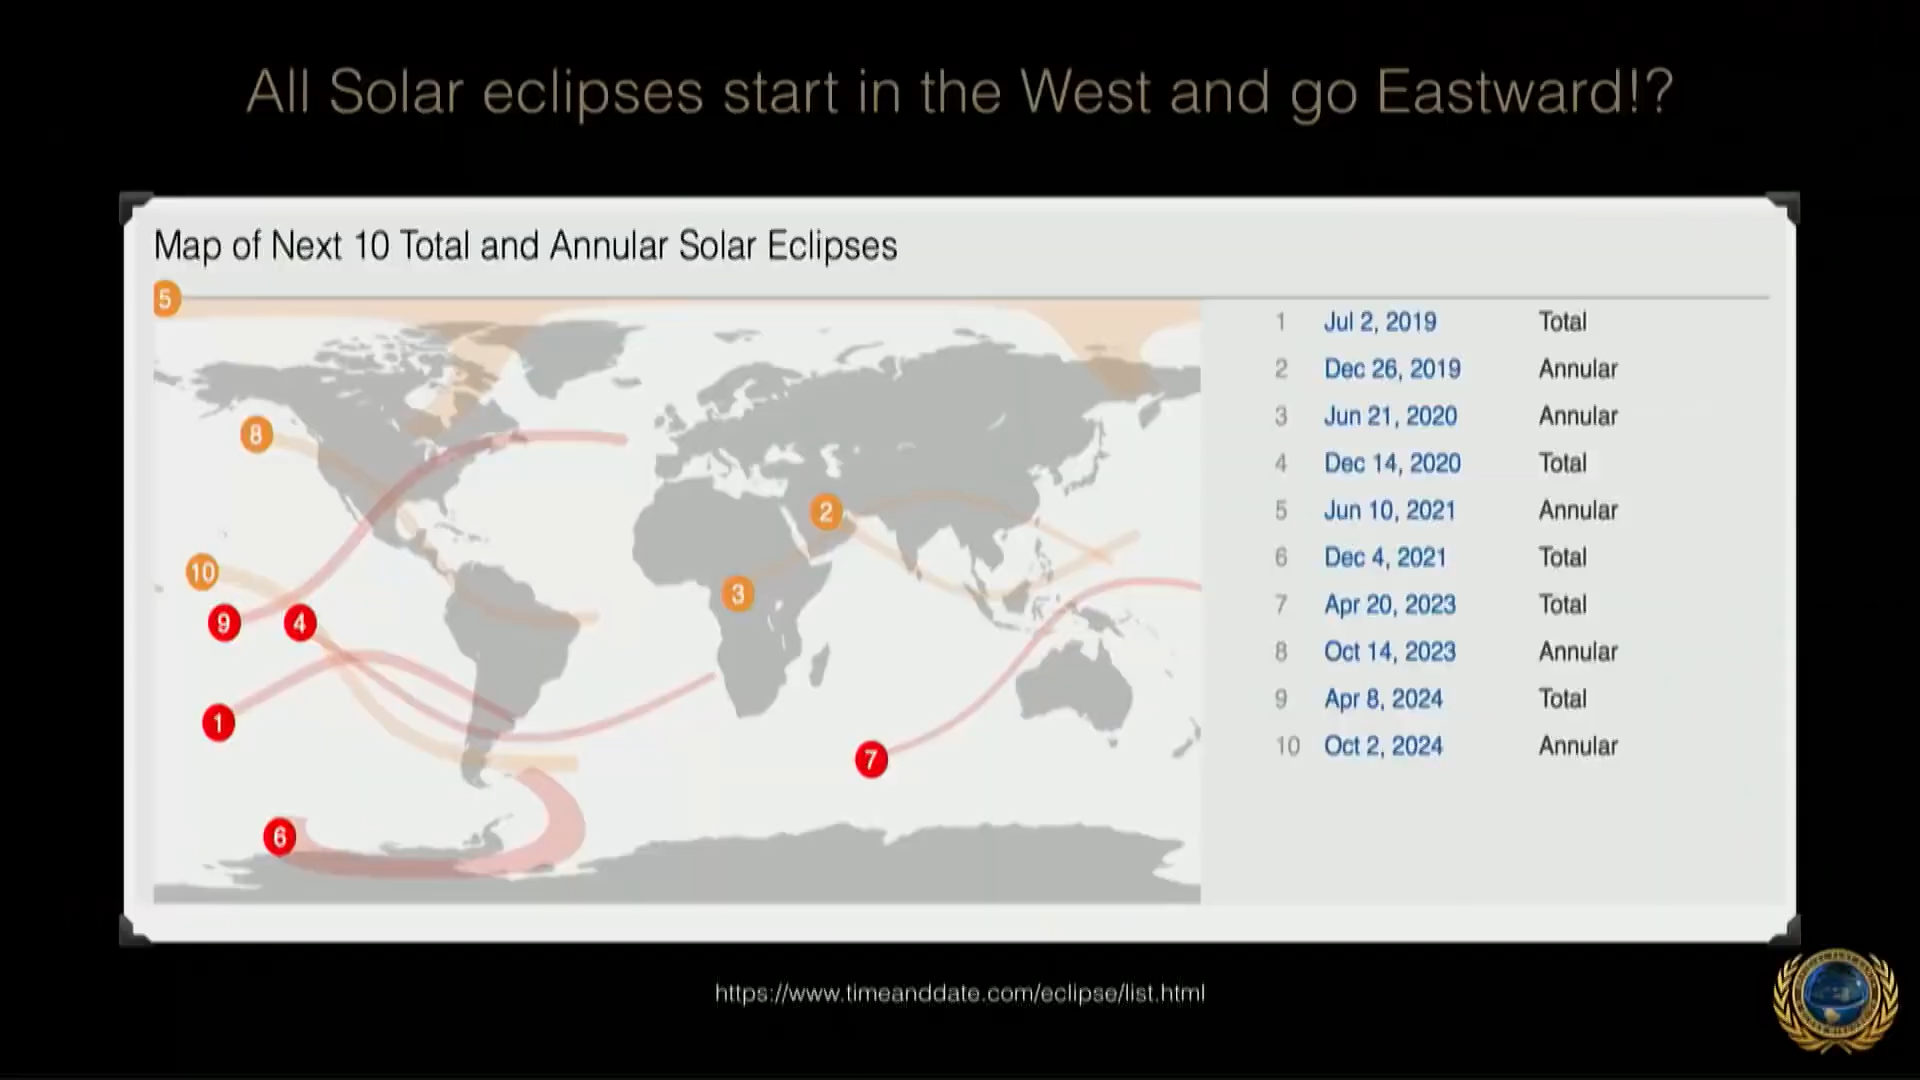 All Solar eclipses start in the West and go Eastward!?
Map of Next 10 Total and Annular Solar Eclipses
5
8
2
10
3
9
4
1
7
6
1 Jul 2, 2019 Total
2 Dec 26, 2019 Annular
3 Jun 21, 2020 Annular
4 Dec 14, 2020 Total
5 Jun 10, 2021 Annular
6 Dec 4, 2021 Total
7 Apr 20, 2023 Total
8 Oct 14, 2023 Annular
9 Apr 8, 2024 Total
10 Oct 2, 2024 Annular
https://www.timeanddate.com/eclipse/list.html